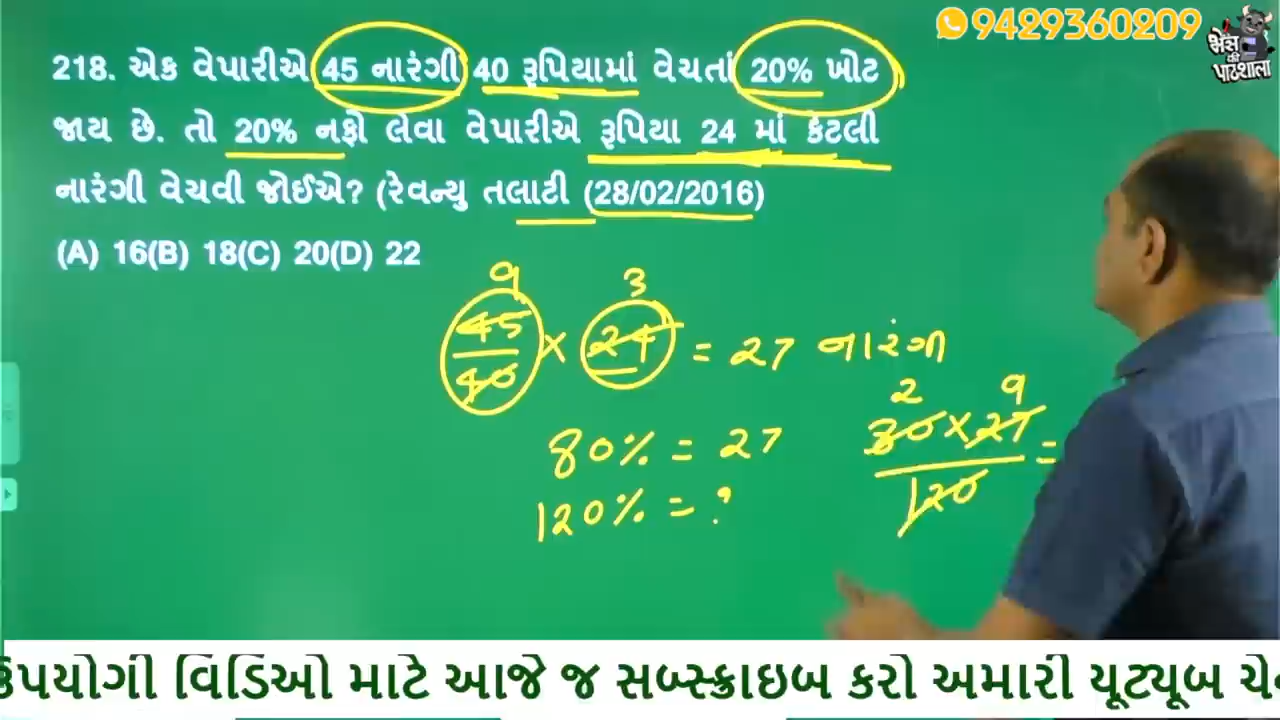 9429360209
ભેંસ
કી
પાઠશાલા
218. એક વેપારીએ 45 નારંગી 40 રૂપિયામાં વેચતાં 20% ખોટ
જાય છે. તો 20% નફો લેવા વેપારીએ રૂપિયા 24 માં કેટલી
નારંગી વેચવી જોઈએ? (રેવન્યુ તલાટી (28/02/2016)
(A) 16(B) 18(C) 20(D) 22
9 3
45/40 × 24 = 27 નારંગી
2 9
80% = 27 80×27/120 =
120% = ?
ઉપયોગી વિડિઓ માટે આજે જ સબ્સ્ક્રાઇબ કરો અમારી યૂટ્યૂબ